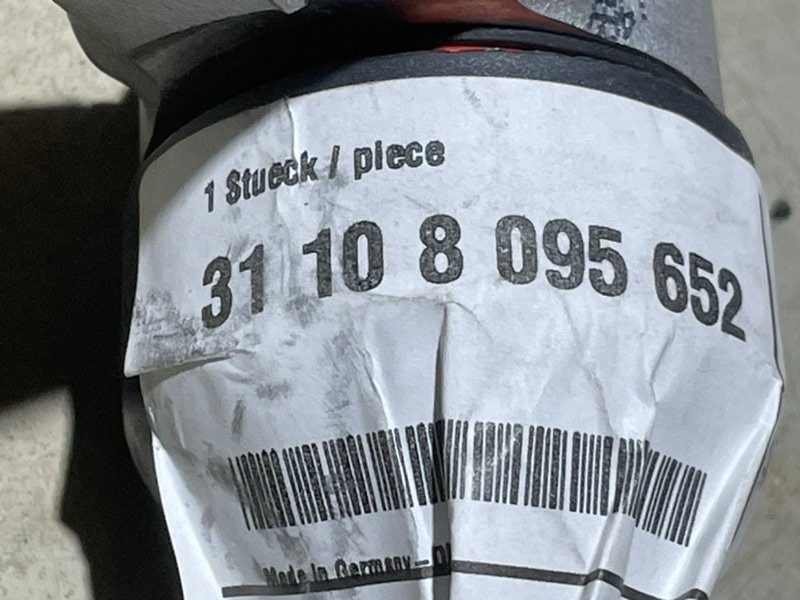 1 Stueck / piece
31 10 8 095 652
Made in Germany